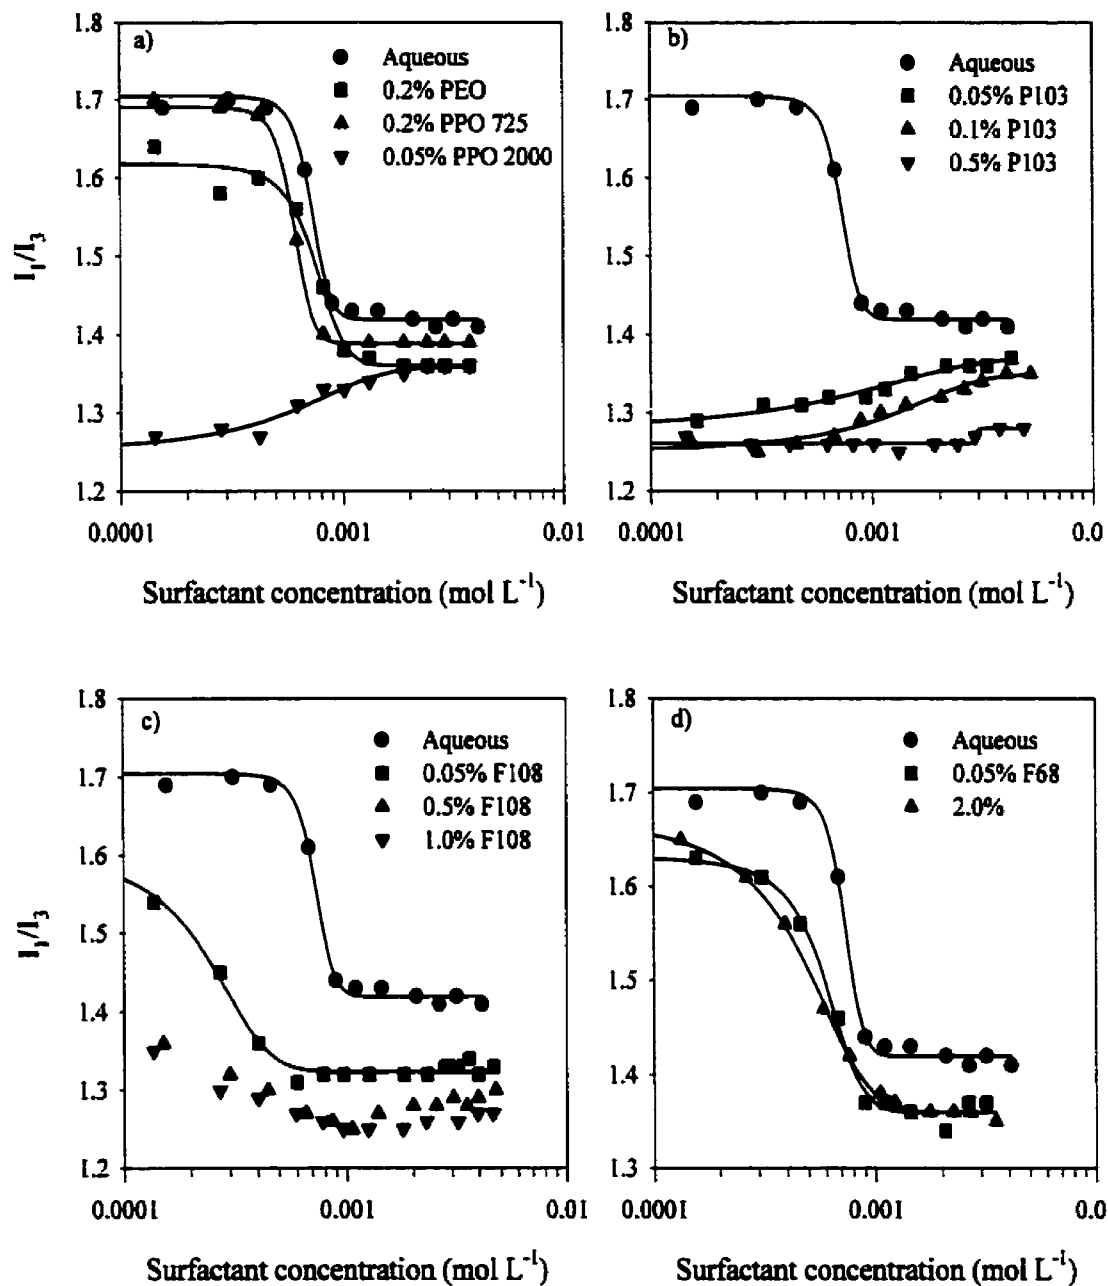 a)
Aqueous
0.2% PEO
0.2% PPO 725
0.05% PPO 2000
1.8
1.7
1.6
1.5
1.4
1.3
1.2
I₁/I₃
0.0001 0.001 0.01
Surfactant concentration (mol L⁻¹)
b)
Aqueous
0.05% P103
0.1% P103
0.5% P103
1.8
1.7
1.6
1.5
1.4
1.3
1.2
0.0001 0.001 0.0
Surfactant concentration (mol L⁻¹)
c)
Aqueous
0.05% F108
0.5% F108
1.0% F108
1.8
1.7
1.6
1.5
1.4
1.3
1.2
I₁/I₃
0.0001 0.001 0.01
Surfactant concentration (mol L⁻¹)
d)
Aqueous
0.05% F68
2.0%
1.8
1.7
1.6
1.5
1.4
1.3
0.0001 0.001 0.0
Surfactant concentration (mol L⁻¹)